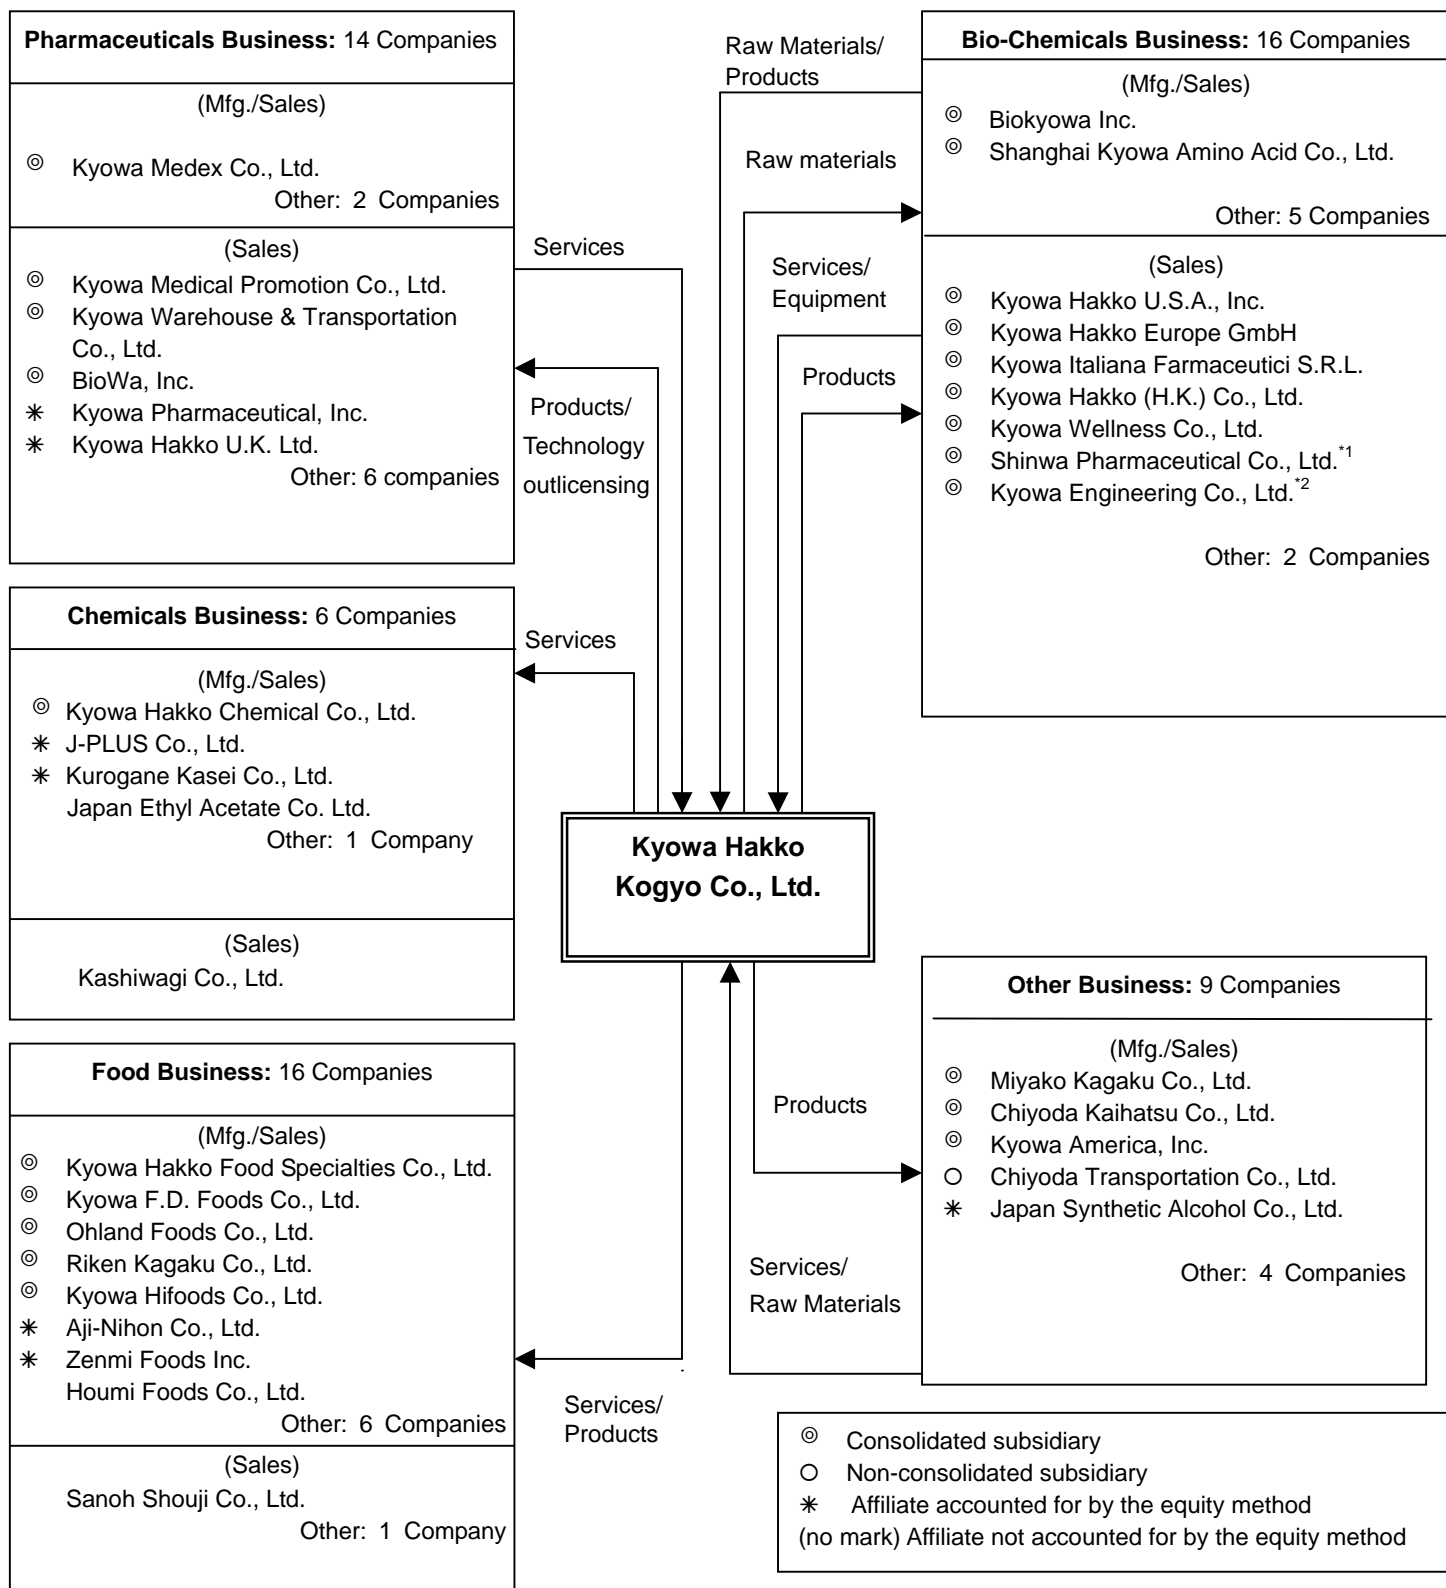 Pharmaceuticals Business: 14 Companies
(Mfg./Sales)
◎ Kyowa Medex Co., Ltd.
Other: 2 Companies
(Sales)
◎ Kyowa Medical Promotion Co., Ltd.
◎ Kyowa Warehouse & Transportation
Co., Ltd.
◎ BioWa, Inc.
✳ Kyowa Pharmaceutical, Inc.
✳ Kyowa Hakko U.K. Ltd.
Other: 6 companies
Services
Products/
Technology
outlicensing
Raw Materials/
Products
Raw materials
Services/
Equipment
Products
Bio-Chemicals Business: 16 Companies
(Mfg./Sales)
◎ Biokyowa Inc.
◎ Shanghai Kyowa Amino Acid Co., Ltd.
Other: 5 Companies
(Sales)
◎ Kyowa Hakko U.S.A., Inc.
◎ Kyowa Hakko Europe GmbH
◎ Kyowa Italiana Farmaceutici S.R.L.
◎ Kyowa Hakko (H.K.) Co., Ltd.
◎ Kyowa Wellness Co., Ltd.
◎ Shinwa Pharmaceutical Co., Ltd.*1
◎ Kyowa Engineering Co., Ltd.*2
Other: 2 Companies
Chemicals Business: 6 Companies
(Mfg./Sales)
◎ Kyowa Hakko Chemical Co., Ltd.
✳ J-PLUS Co., Ltd.
✳ Kurogane Kasei Co., Ltd.
Japan Ethyl Acetate Co. Ltd.
Other: 1 Company
(Sales)
Kashiwagi Co., Ltd.
Services
Kyowa Hakko
Kogyo Co., Ltd.
Food Business: 16 Companies
(Mfg./Sales)
◎ Kyowa Hakko Food Specialties Co., Ltd.
◎ Kyowa F.D. Foods Co., Ltd.
◎ Ohland Foods Co., Ltd.
◎ Riken Kagaku Co., Ltd.
◎ Kyowa Hifoods Co., Ltd.
✳ Aji-Nihon Co., Ltd.
✳ Zenmi Foods Inc.
Houmi Foods Co., Ltd.
Other: 6 Companies
(Sales)
Sanoh Shouji Co., Ltd.
Other: 1 Company
Services/
Products
Products
Services/
Raw Materials
Other Business: 9 Companies
(Mfg./Sales)
◎ Miyako Kagaku Co., Ltd.
◎ Chiyoda Kaihatsu Co., Ltd.
◎ Kyowa America, Inc.
○ Chiyoda Transportation Co., Ltd.
✳ Japan Synthetic Alcohol Co., Ltd.
Other: 4 Companies
◎ Consolidated subsidiary
○ Non-consolidated subsidiary
✳ Affiliate accounted for by the equity method
(no mark) Affiliate not accounted for by the equity method